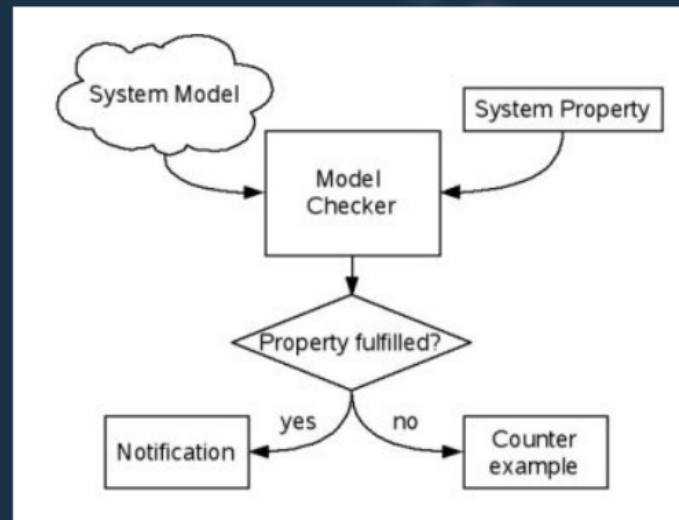 System Model
System Property
Model
Checker
Property fulfilled?
yes
no
Notification
Counter
example